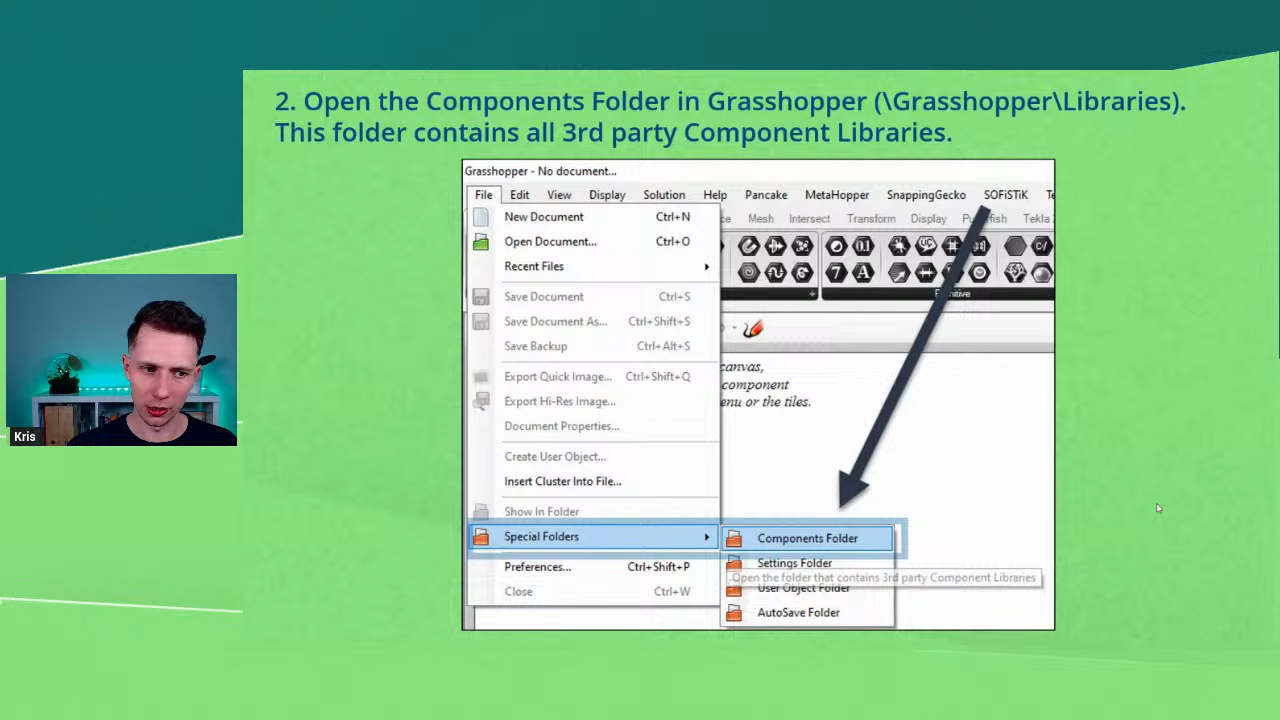 2. Open the Components Folder in Grasshopper (\Grasshopper\Libraries).
This folder contains all 3rd party Component Libraries.
Grasshopper - No document...
File Edit View Display Solution Help Pancake MetaHopper SnappingGecko SOFiSTiK Te
New Document Ctrl+N
ce Mesh Intersect Transform Display Tekla
Open Document... Ctrl+O
Recent Files
Save Document Ctrl+S
Save Document As... Ctrl+Shift+S
Save Backup Ctrl+Alt+S
canvas,
Export Quick Image... Ctrl+Shift+Q
component
Export Hi-Res Image...
enu or the tiles.
Document Properties...
Create User Object...
Insert Cluster Into File...
Show In Folder
Special Folders
Components Folder
Settings Folder
Open the folder that contains 3rd party Component Libraries
User Object Folder
AutoSave Folder
Preferences... Ctrl+Shift+P
Close Ctrl+W
Kris